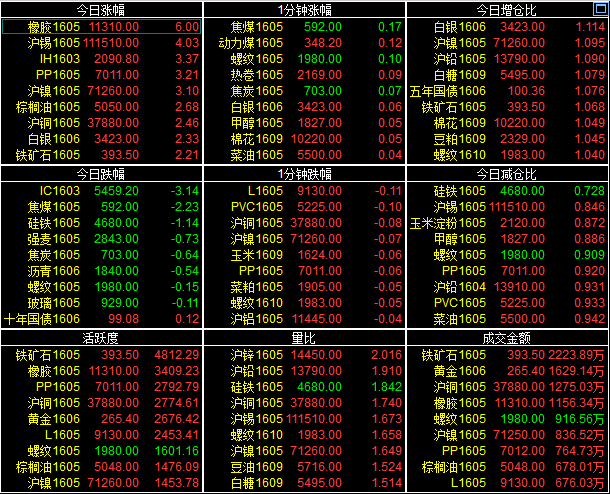 今日涨幅 1分钟涨幅 今日增仓比
橡胶1605 11310.00 6.00 焦煤1605 592.00 0.17 白银1606 3423.00 1.114
沪锡1605 111510.00 4.03 动力煤1605 348.20 0.12 沪镍1605 71260.00 1.095
IH1603 2090.80 3.37 螺纹1605 1980.00 0.10 沪铅1605 13790.00 1.090
PP1605 7011.00 3.21 热卷1605 2169.00 0.09 白糖1609 5495.00 1.079
沪镍1605 71260.00 3.10 焦炭1605 703.00 0.07 五年国债1606 100.36 1.076
棕榈油1605 5050.00 2.68 白银1606 3423.00 0.06 铁矿石1605 393.50 1.068
沪铜1605 37880.00 2.46 甲醇1605 1827.00 0.05 棉花1609 10220.00 1.049
白银1606 3423.00 2.33 棉花1609 10220.00 0.05 豆粕1609 2329.00 1.045
铁矿石1605 393.50 2.21 菜油1605 5500.00 0.04 螺纹1610 1983.00 1.040
今日跌幅 1分钟跌幅 今日减仓比
IC1603 5459.20 -3.14 L1605 9130.00 -0.11 硅铁1605 4680.00 0.728
焦煤1605 592.00 -2.23 PVC1605 5225.00 -0.10 沪锡1605 111510.00 0.846
硅铁1605 4680.00 -1.14 沪铜1605 37880.00 -0.08 玉米淀粉1605 2120.00 0.872
强麦1605 2843.00 -0.73 沪镍1605 71260.00 -0.07 甲醇1605 1827.00 0.886
焦炭1605 703.00 -0.64 玉米1609 1624.00 -0.06 螺纹1605 1980.00 0.909
沥青1606 1840.00 -0.54 PP1605 7011.00 -0.06 PP1605 7011.00 0.920
螺纹1605 1980.00 -0.15 菜粕1605 1905.00 -0.05 沪铅1604 13910.00 0.931
玻璃1605 929.00 -0.11 螺纹1610 1983.00 -0.05 PVC1605 5225.00 0.933
十年国债1606 99.08 0.12 沪铝1605 11445.00 -0.04 菜油1605 5500.00 0.942
活跃度 量比 成交金额
铁矿石1605 393.50 4812.29 沪锌1605 14450.00 2.016 铁矿石1605 393.50 2223.89万
橡胶1605 11310.00 3409.23 沪铅1605 13790.00 1.910 黄金1606 265.40 1629.14万
PP1605 7011.00 2792.79 硅铁1605 4680.00 1.842 沪铜1605 37880.00 1275.03万
沪铜1605 37880.00 2774.61 沪铜1605 37880.00 1.740 橡胶1605 11310.00 1156.34万
黄金1606 265.40 2676.42 沪锡1605 111510.00 1.673 螺纹1605 1980.00 916.56万
L1605 9130.00 2453.41 螺纹1610 1983.00 1.658 沪镍1605 71250.00 836.52万
螺纹1605 1980.00 1601.16 沪镍1605 71260.00 1.549 PP1605 7012.00 764.73万
棕榈油1605 5048.00 1476.09 豆油1609 5716.00 1.524 棕榈油1605 5048.00 678.01万
沪镍1605 71260.00 1453.78 白糖1609 5495.00 1.514 L1605 9130.00 676.03万